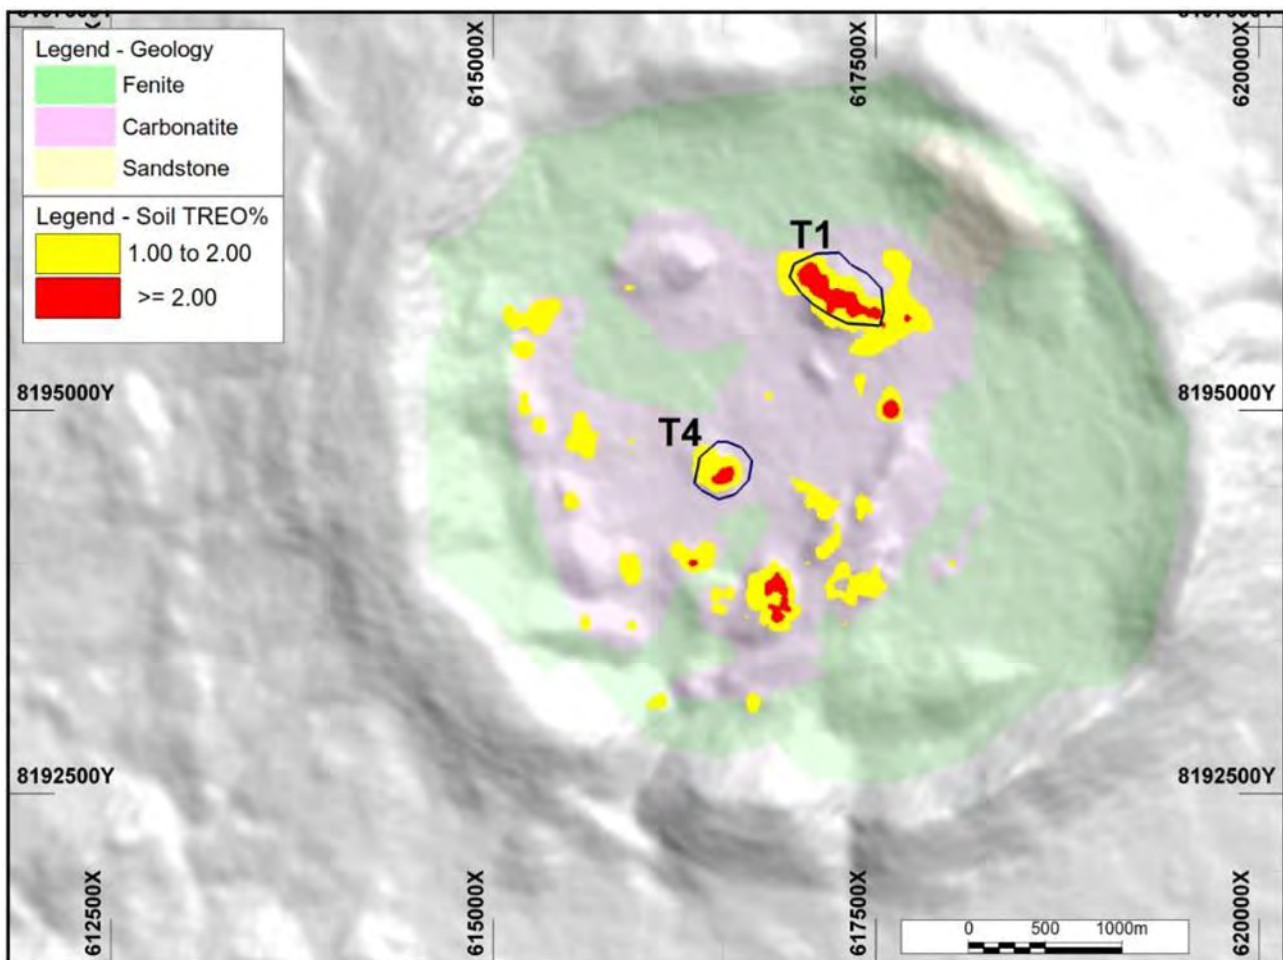 Legend - Geology
Fenite
Carbonatite
Sandstone
Legend - Soil TREO%
1.00 to 2.00
>= 2.00
615000X
617500X
620000X
T1
8195000Y
8195000Y
T4
8192500Y
8192500Y
612500X
615000X
617500X
620000X
0 500 1000m